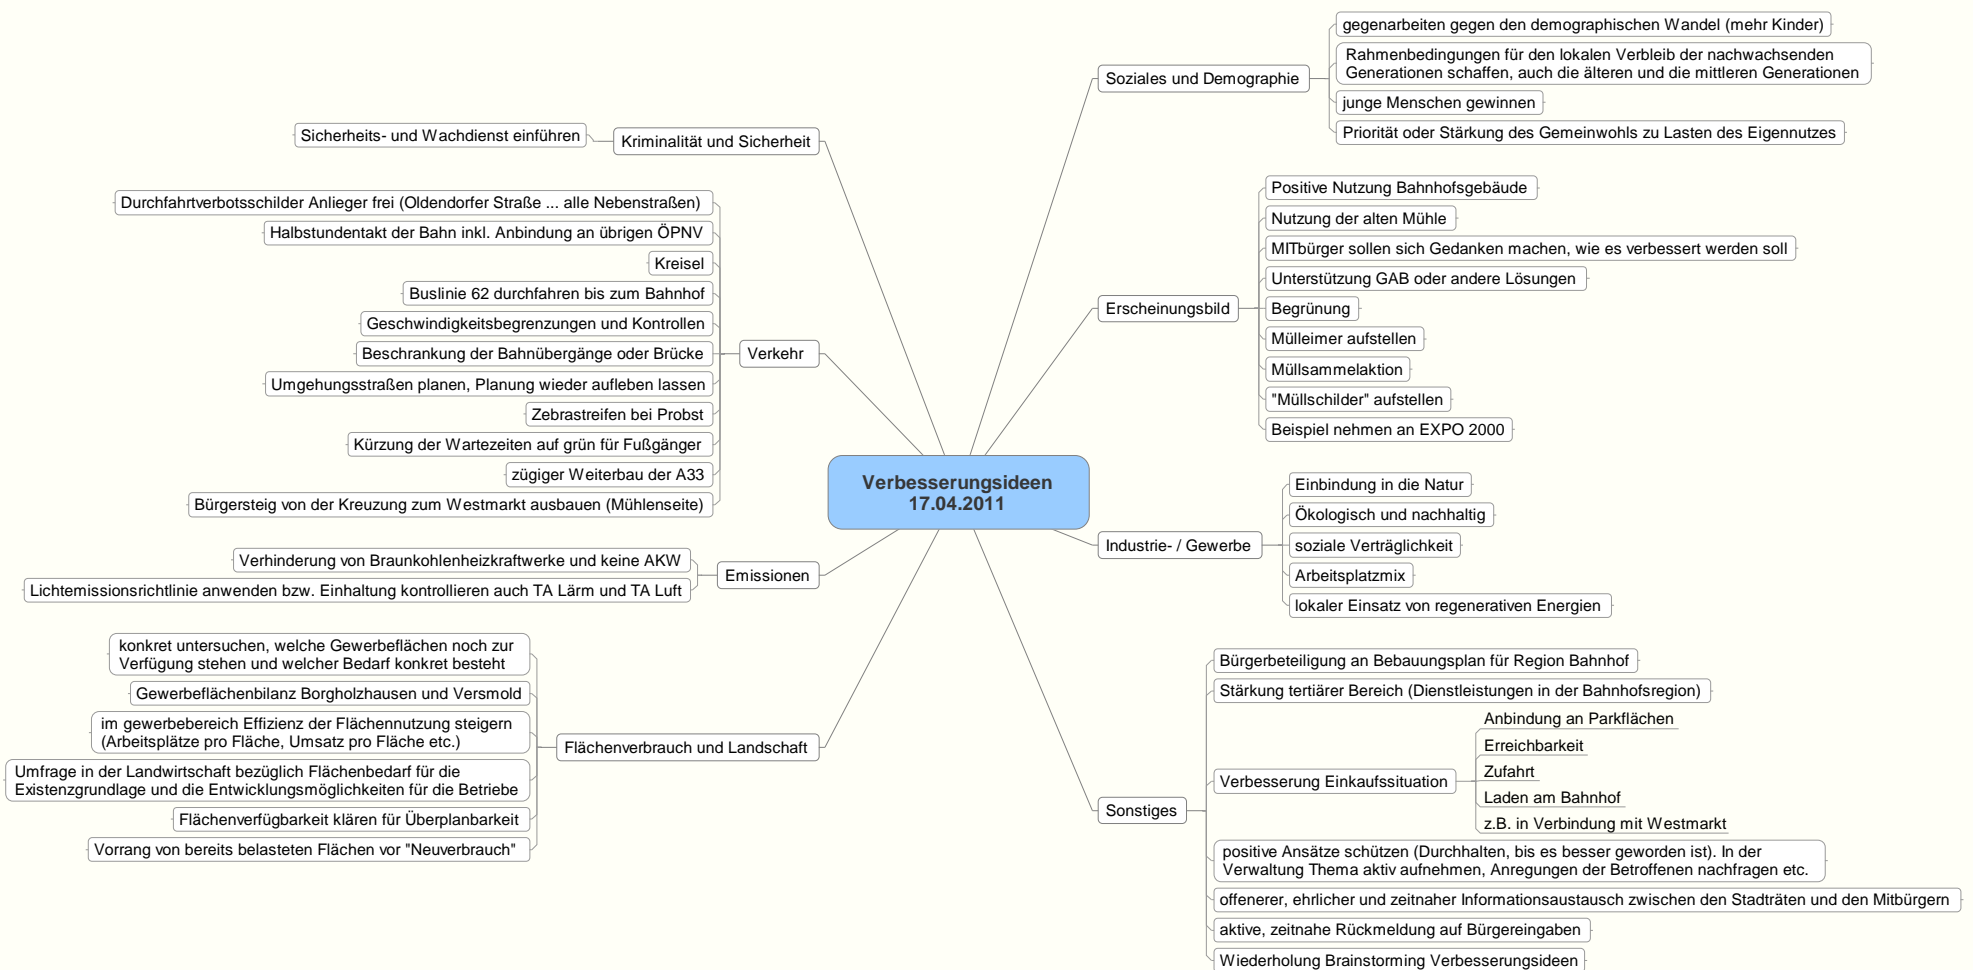 Verbesserungsideen
17.04.2011
Soziales und Demographie
gegenarbeiten gegen den demographischen Wandel (mehr Kinder)
Rahmenbedingungen für den lokalen Verbleib der nachwachsenden
Generationen schaffen, auch die älteren und die mittleren Generationen
junge Menschen gewinnen
Priorität oder Stärkung des Gemeinwohls zu Lasten des Eigennutzes
Erscheinungsbild
Positive Nutzung Bahnhofsgebäude
Nutzung der alten Mühle
MITbürger sollen sich Gedanken machen, wie es verbessert werden soll
Unterstützung GAB oder andere Lösungen
Begrünung
Mülleimer aufstellen
Müllsammelaktion
"Müllschilder" aufstellen
Beispiel nehmen an EXPO 2000
Industrie- / Gewerbe
Einbindung in die Natur
Ökologisch und nachhaltig
soziale Verträglichkeit
Arbeitsplatzmix
lokaler Einsatz von regenerativen Energien
Sonstiges
Bürgerbeteiligung an Bebauungsplan für Region Bahnhof
Stärkung tertiärer Bereich (Dienstleistungen in der Bahnhofsregion)
Verbesserung Einkaufssituation
Anbindung an Parkflächen
Erreichbarkeit
Zufahrt
Laden am Bahnhof
z.B. in Verbindung mit Westmarkt
positive Ansätze schützen (Durchhalten, bis es besser geworden ist). In der
Verwaltung Thema aktiv aufnehmen, Anregungen der Betroffenen nachfragen etc.
offenerer, ehrlicher und zeitnaher Informationsaustausch zwischen den Stadträten und den Mitbürgern
aktive, zeitnahe Rückmeldung auf Bürgereingaben
Wiederholung Brainstorming Verbesserungsideen
Kriminalität und Sicherheit
Sicherheits- und Wachdienst einführen
Verkehr
Durchfahrtverbotsschilder Anlieger frei (Oldendorfer Straße ... alle Nebenstraßen)
Halbstundentakt der Bahn inkl. Anbindung an übrigen ÖPNV
Kreisel
Buslinie 62 durchfahren bis zum Bahnhof
Geschwindigkeitsbegrenzungen und Kontrollen
Beschrankung der Bahnübergänge oder Brücke
Umgehungsstraßen planen, Planung wieder aufleben lassen
Zebrastreifen bei Probst
Kürzung der Wartezeiten auf grün für Fußgänger
zügiger Weiterbau der A33
Bürgersteig von der Kreuzung zum Westmarkt ausbauen (Mühlenseite)
Emissionen
Verhinderung von Braunkohlenheizkraftwerke und keine AKW
Lichtemissionsrichtlinie anwenden bzw. Einhaltung kontrollieren auch TA Lärm und TA Luft
Flächenverbrauch und Landschaft
konkret untersuchen, welche Gewerbeflächen noch zur
Verfügung stehen und welcher Bedarf konkret besteht
Gewerbeflächenbilanz Borgholzhausen und Versmold
im gewerbebereich Effizienz der Flächennutzung steigern
(Arbeitsplätze pro Fläche, Umsatz pro Fläche etc.)
Umfrage in der Landwirtschaft bezüglich Flächenbedarf für die
Existenzgrundlage und die Entwicklungsmöglichkeiten für die Betriebe
Flächenverfügbarkeit klären für Überplanbarkeit
Vorrang von bereits belasteten Flächen vor "Neuverbrauch"